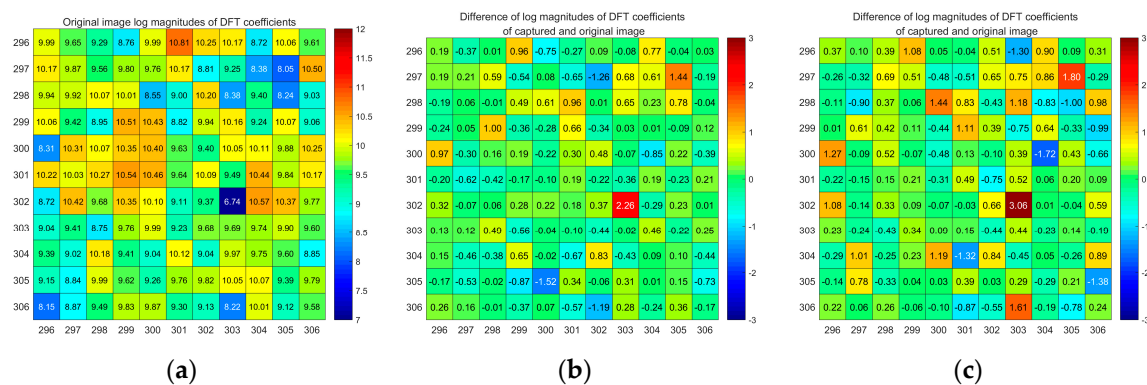 Original image log magnitudes of DFT coefficients
296 9.99 9.65 9.29 8.76 9.99 10.81 10.25 10.17 8.72 10.06 9.61
297 10.17 9.87 9.56 9.80 9.76 10.17 8.81 9.25 8.38 8.05 10.50
298 9.94 9.92 10.07 10.01 8.55 9.00 10.20 8.38 9.40 8.24 9.03
299 10.06 9.42 8.95 10.51 10.43 8.82 9.94 9.16 9.24 9.07 9.06
300 8.31 10.31 10.07 10.35 10.40 9.63 9.40 10.05 10.11 9.88 10.25
301 10.22 10.03 10.27 10.54 10.46 9.64 10.09 9.49 10.44 9.84 10.17
302 8.72 10.42 9.68 10.35 10.10 9.11 9.37 6.74 10.57 10.37 9.77
303 9.04 9.41 8.75 9.76 9.99 9.23 9.68 9.69 9.74 9.90 9.60
304 9.39 9.02 10.18 9.41 9.04 10.12 9.04 9.97 9.75 9.60 8.85
305 9.15 8.84 9.99 9.62 9.26 9.76 9.82 10.05 10.07 9.39 9.79
306 8.15 8.87 9.49 9.83 9.87 9.30 9.13 8.22 10.01 9.12 9.58
296 297 298 299 300 301 302 303 304 305 306
12
11.5
11
10.5
10
9.5
9
8.5
8
7.5
7
(a)
Difference of log magnitudes of DFT coefficients
of captured and original image
296 0.19 -0.37 0.01 0.96 -0.75 -0.27 -0.07 -0.08 0.77 -0.04 0.03
297 0.19 0.21 0.59 -0.54 0.08 -0.65 -1.26 0.68 0.61 1.44 -0.19
298 -0.19 0.06 -0.01 0.49 0.61 0.96 0.01 0.65 0.23 0.78 -0.04
299 -0.24 0.05 1.00 -0.36 -0.28 0.66 -0.34 0.03 0.01 -0.09 0.12
300 0.97 -0.30 0.16 0.19 -0.22 0.30 0.48 -0.07 -0.85 0.22 -0.39
301 -0.20 -0.62 -0.42 -0.17 -0.10 -0.22 -0.36 0.19 -0.23 0.21
302 0.32 -0.07 0.06 0.28 0.22 0.18 0.37 2.26 -0.29 0.23 0.01
303 0.13 0.12 0.49 -0.56 -0.04 -0.10 -0.04 -0.02 0.46 -0.22 0.25
304 0.15 -0.46 -0.38 0.65 -0.02 -0.67 0.83 -0.43 0.09 0.10 -0.44
305 -0.17 -0.53 -0.02 -0.87 -1.52 0.34 -0.06 0.31 0.01 -0.35 -0.73
306 0.26 0.16 -0.01 -0.37 0.07 -0.57 -1.19 0.28 -0.24 0.36 -0.17
296 297 298 299 300 301 302 303 304 305 306
3
2
1
0
-1
-2
-3
(b)
Difference of log magnitudes of DFT coefficients
of captured and original image
296 0.37 0.10 0.39 1.08 0.05 -0.04 0.51 -1.30 0.90 0.09 0.31
297 -0.26 -0.32 0.69 0.51 -0.48 -0.51 0.65 0.75 0.86 1.80 -0.29
298 -0.11 -0.90 0.37 0.68 1.44 0.83 -0.43 1.18 -0.83 -1.00 0.98
299 0.01 0.61 0.42 0.11 -0.44 1.11 0.39 -0.75 0.64 -0.33 -0.99
300 1.27 -0.09 0.52 -0.07 -0.48 0.13 -0.10 0.39 -1.72 0.43 -0.66
301 -0.19 -0.27 -0.05 -0.31 0.49 -0.75 0.52 0.06 0.20 0.09
302 1.08 -0.14 0.33 0.09 -0.07 -0.03 0.66 3.06 0.01 -0.04 0.59
303 0.23 -0.24 -0.43 0.34 0.09 0.15 -0.44 0.44 -0.23 -0.14 0.19
304 -0.29 1.01 -0.04 0.30 1.19 -1.32 0.84 -0.45 0.05 -0.26 0.89
305 -0.14 0.78 -0.33 0.04 0.01 0.39 0.03 0.29 -0.29 0.21 -1.38
306 0.22 0.06 0.26 -0.06 -0.10 -0.87 -0.55 1.61 -0.19 -0.78 0.24
296 297 298 299 300 301 302 303 304 305 306
3
2
1
0
-1
-2
-3
(c)